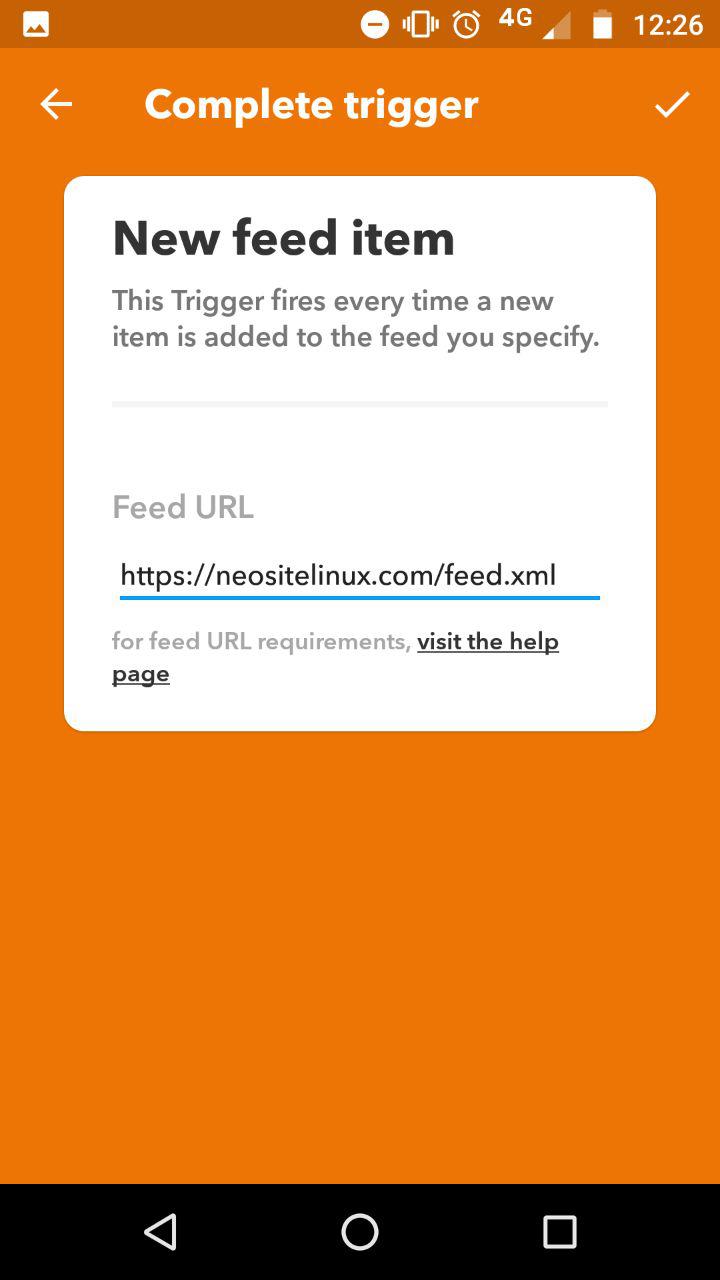 4G 12:26
Complete trigger
New feed item
This Trigger fires every time a new
item is added to the feed you specify.
Feed URL
https://neositelinux.com/feed.xml
for feed URL requirements, visit the help
page